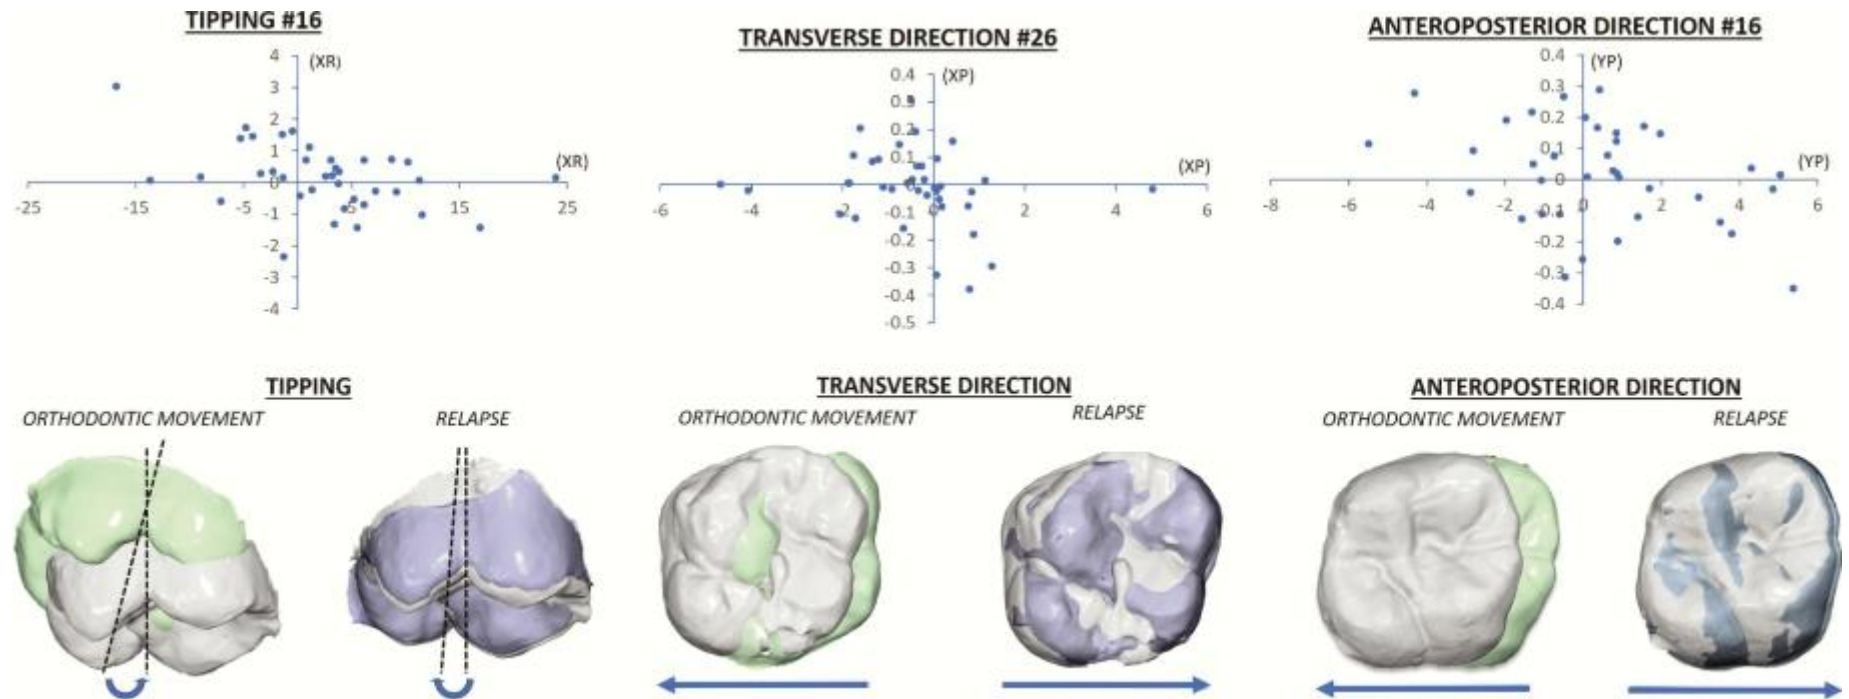 TIPPING #16
4
(XR)
3
2
1
(XR)
0
-25
-15
-5
5
15
25
-1
-2
-3
-4
TRANSVERSE DIRECTION #26
0.4
(XP)
0.3
0.2
0.1
(XP)
0
-6
-4
-2
0
2
4
6
-0.1
-0.2
-0.3
-0.4
-0.5
ANTEROPOSTERIOR DIRECTION #16
0.4
(YP)
0.3
0.2
0.1
(YP)
0
-8
-6
-4
-2
0
2
4
6
-0.1
-0.2
-0.3
-0.4
TIPPING
ORTHODONTIC MOVEMENT
RELAPSE
TRANSVERSE DIRECTION
ORTHODONTIC MOVEMENT
RELAPSE
ANTEROPOSTERIOR DIRECTION
ORTHODONTIC MOVEMENT
RELAPSE